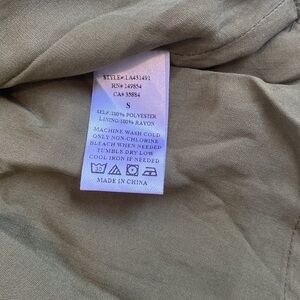 STYLE#: LA431491
RN# 149854
CA# 35884
S
SELF:100% POLYESTER
LINING:100% RAYON
MACHINE WASH COLD
ONLY NON-CHLORINE
BLEACH WHEN NEEDED
TUMBLE DRY LOW
COOL IRON IF NEEDED
MADE IN CHINA